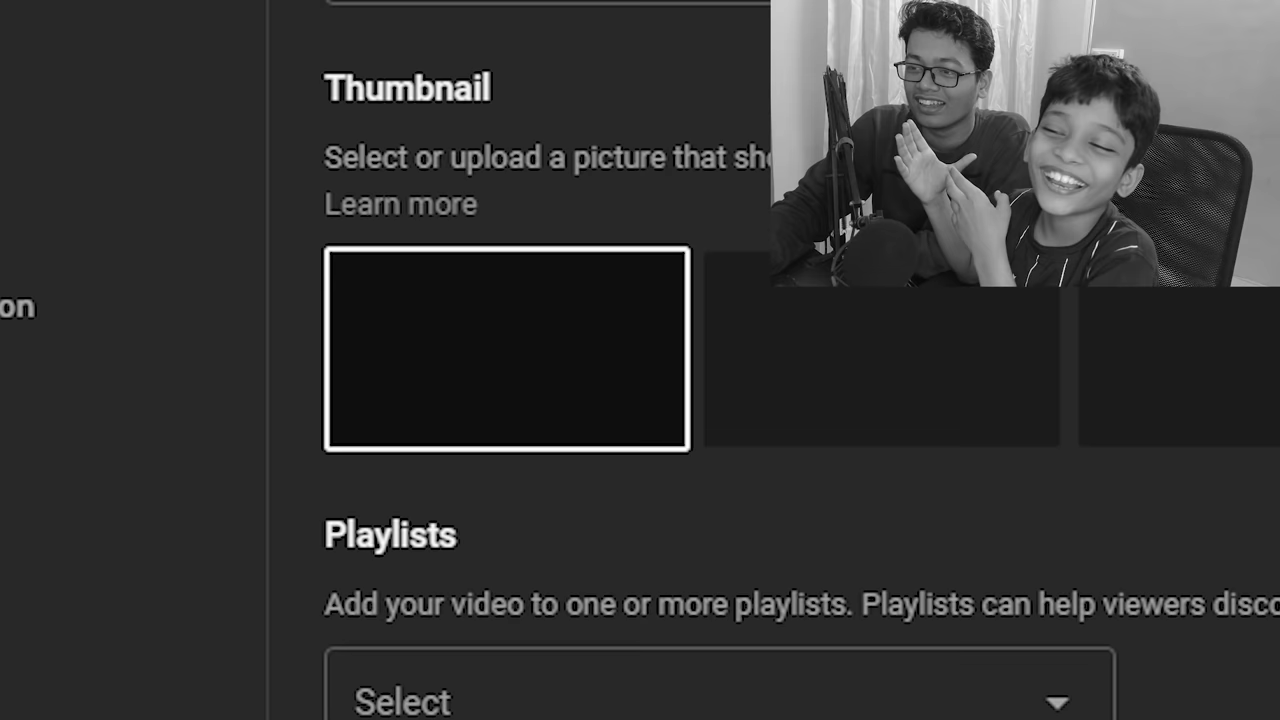 Thumbnail
Select or upload a picture that sh
Learn more
on
Playlists
Add your video to one or more playlists. Playlists can help viewers disco
Select